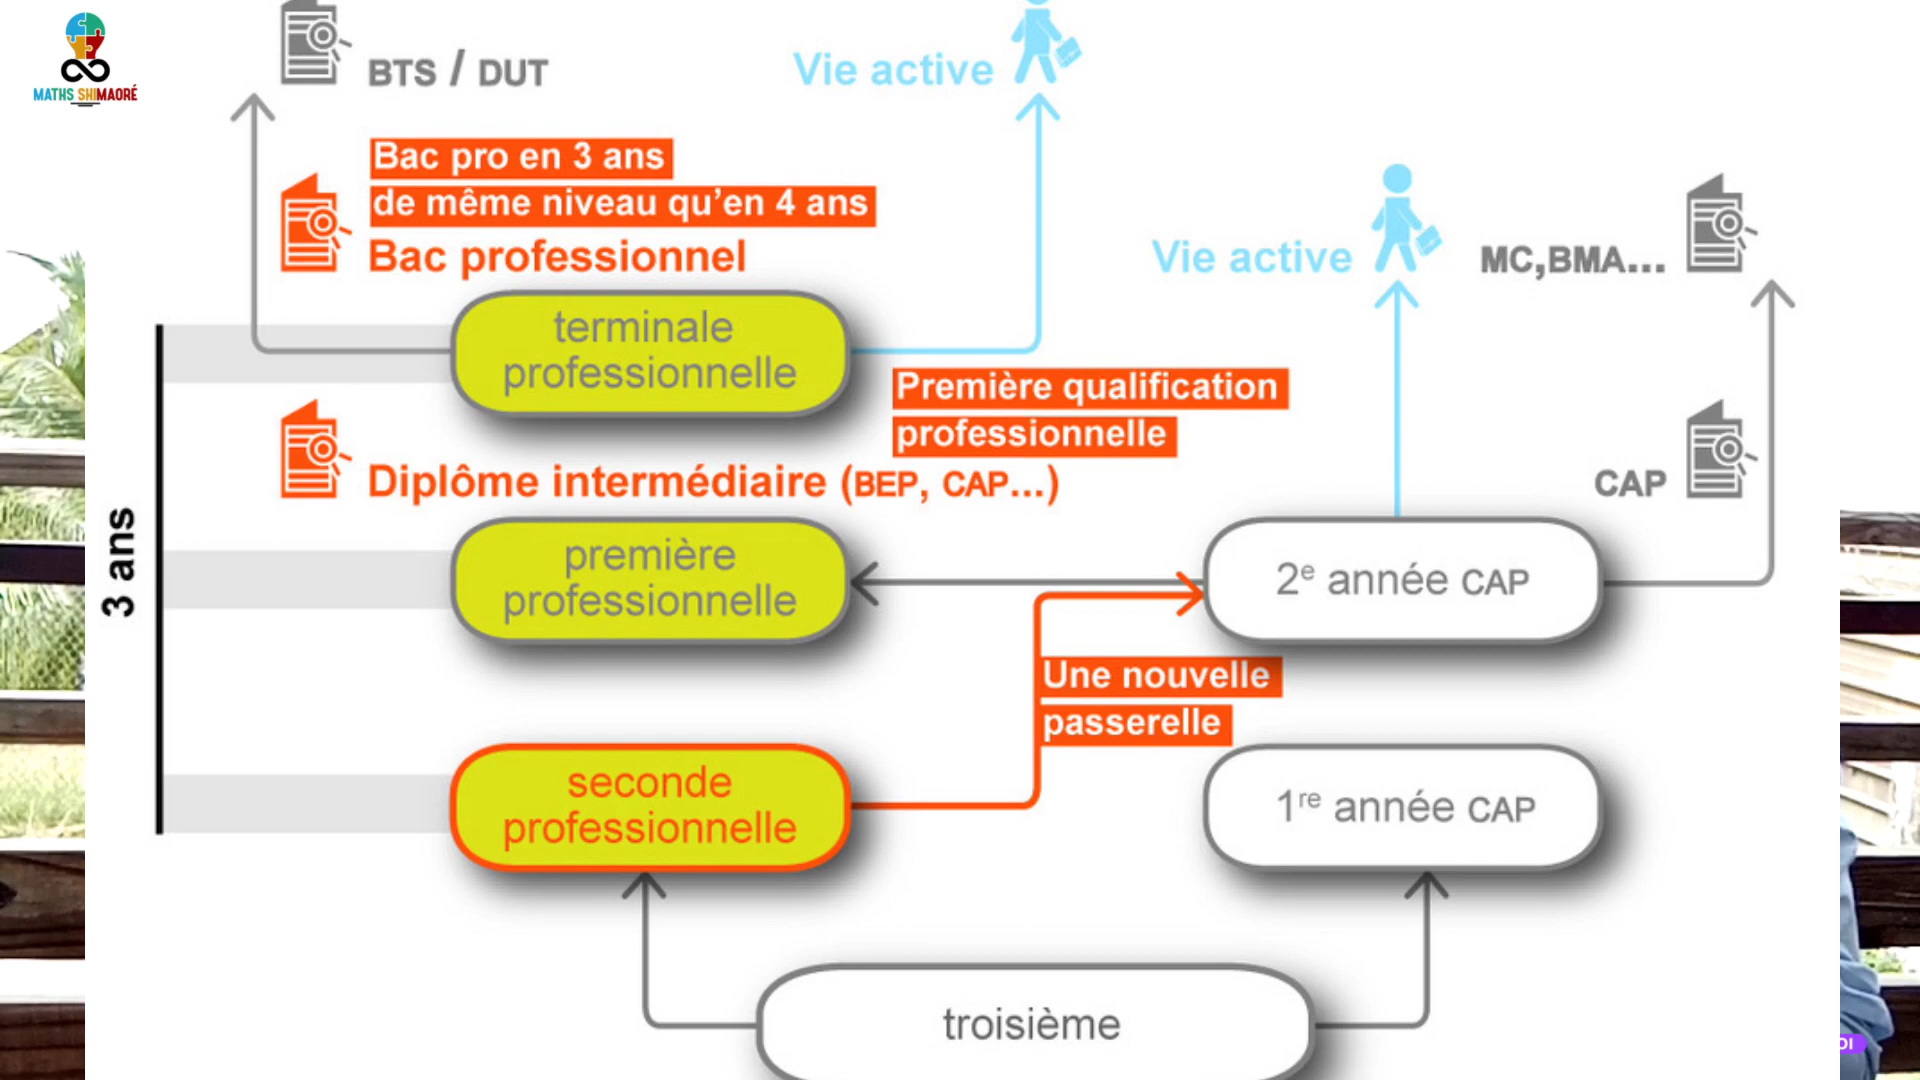 MATHS SHIMAORÉ
BTS / DUT
Vie active
Bac pro en 3 ans
de même niveau qu'en 4 ans
Bac professionnel
Vie active
MC,BMA...
terminale
professionnelle
Première qualification
professionnelle
Diplôme intermédiaire (BEP, CAP...)
CAP
3 ans
première
professionnelle
2e année CAP
Une nouvelle
passerelle
seconde
professionnelle
1re année CAP
troisième